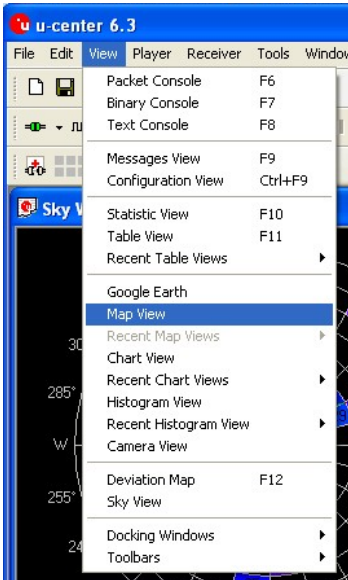 u u-center 6.3
File Edit View Player Receiver Tools Window
Packet Console F6
Binary Console F7
Text Console F8
Messages View F9
Configuration View Ctrl+F9
Sky V
Statistic View F10
Table View F11
Recent Table Views
Google Earth
Map View
Recent Map Views
30
Chart View
Recent Chart Views
285°
Histogram View
Recent Histogram View
W
Camera View
Deviation Map F12
255°
Sky View
Docking Windows
24
Toolbars